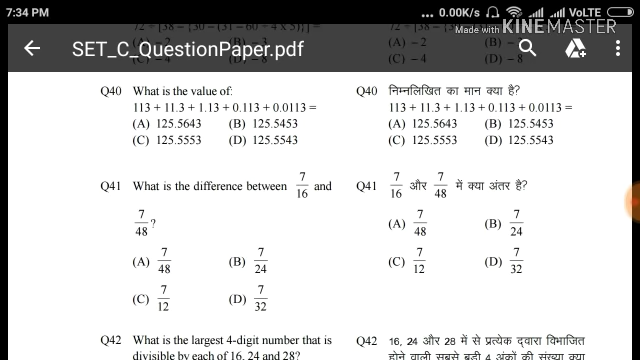 7:34 PM
... 0.00K/s VoLTE
Made with KINEMASTER
SET_C_QuestionPaper.pdf
(A) – 2
(C) – 4
(A) – 2
(C) – 4
(D) – 8
Q40 What is the value of:
113 + 11.3 + 1.13 + 0.113 + 0.0113 =
(A) 125.5643 (B) 125.5453
(C) 125.5553 (D) 125.5543
Q40 निम्नलिखित का मान क्या है?
113 + 11.3 + 1.13 + 0.113 + 0.0113 =
(A) 125.5643 (B) 125.5453
(C) 125.5553 (D) 125.5543
Q41 What is the difference between 7/16 and
7/48?
(A) 7/48 (B) 7/24
(C) 7/12 (D) 7/32
Q41 7/16 और 7/48 में क्या अंतर है?
(A) 7/48 (B) 7/24
(C) 7/12 (D) 7/32
Q42 What is the largest 4-digit number that is
divisible by each of 16, 24 and 28?
Q42 16, 24 और 28 में से प्रत्येक द्वारा विभाजित
होने वाली सबसे बड़ी 4 अंकों की संख्या क्या